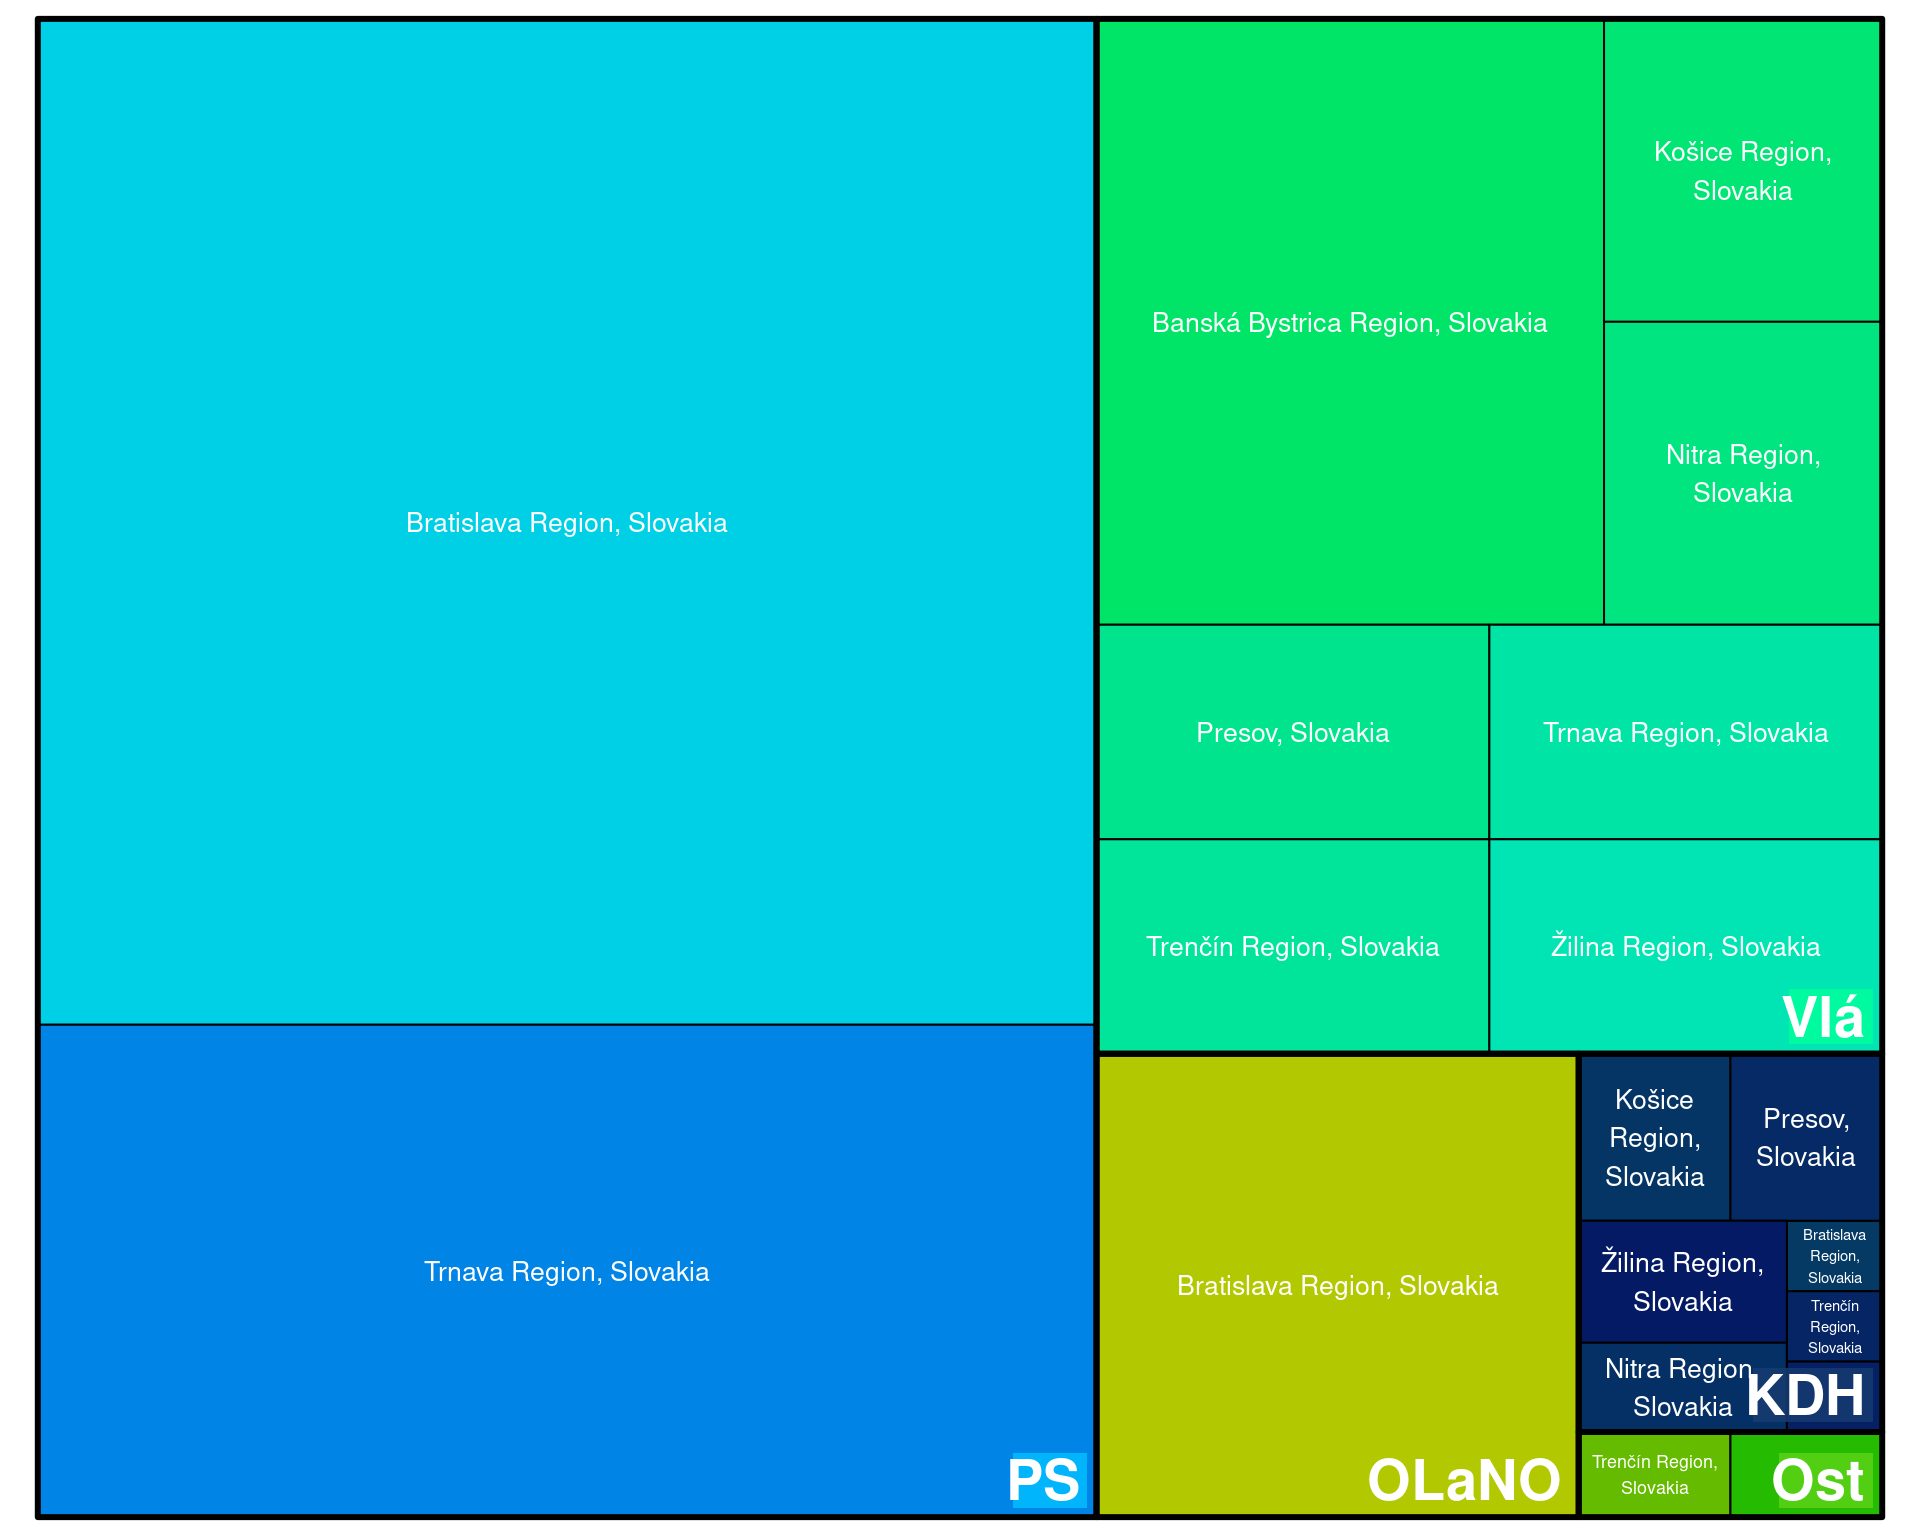 Bratislava Region, Slovakia
Trnava Region, Slovakia
PS
Banská Bystrica Region, Slovakia
Košice Region,
Slovakia
Nitra Region,
Slovakia
Presov, Slovakia
Trnava Region, Slovakia
Trenčín Region, Slovakia
Žilina Region, Slovakia
Vlá
Bratislava Region, Slovakia
OLaNO
Košice
Region,
Slovakia
Presov,
Slovakia
Žilina Region,
Slovakia
Bratislava
Region,
Slovakia
Trenčín
Region,
Slovakia
Nitra Region
Slovakia
KDH
Trenčín Region,
Slovakia
Ost